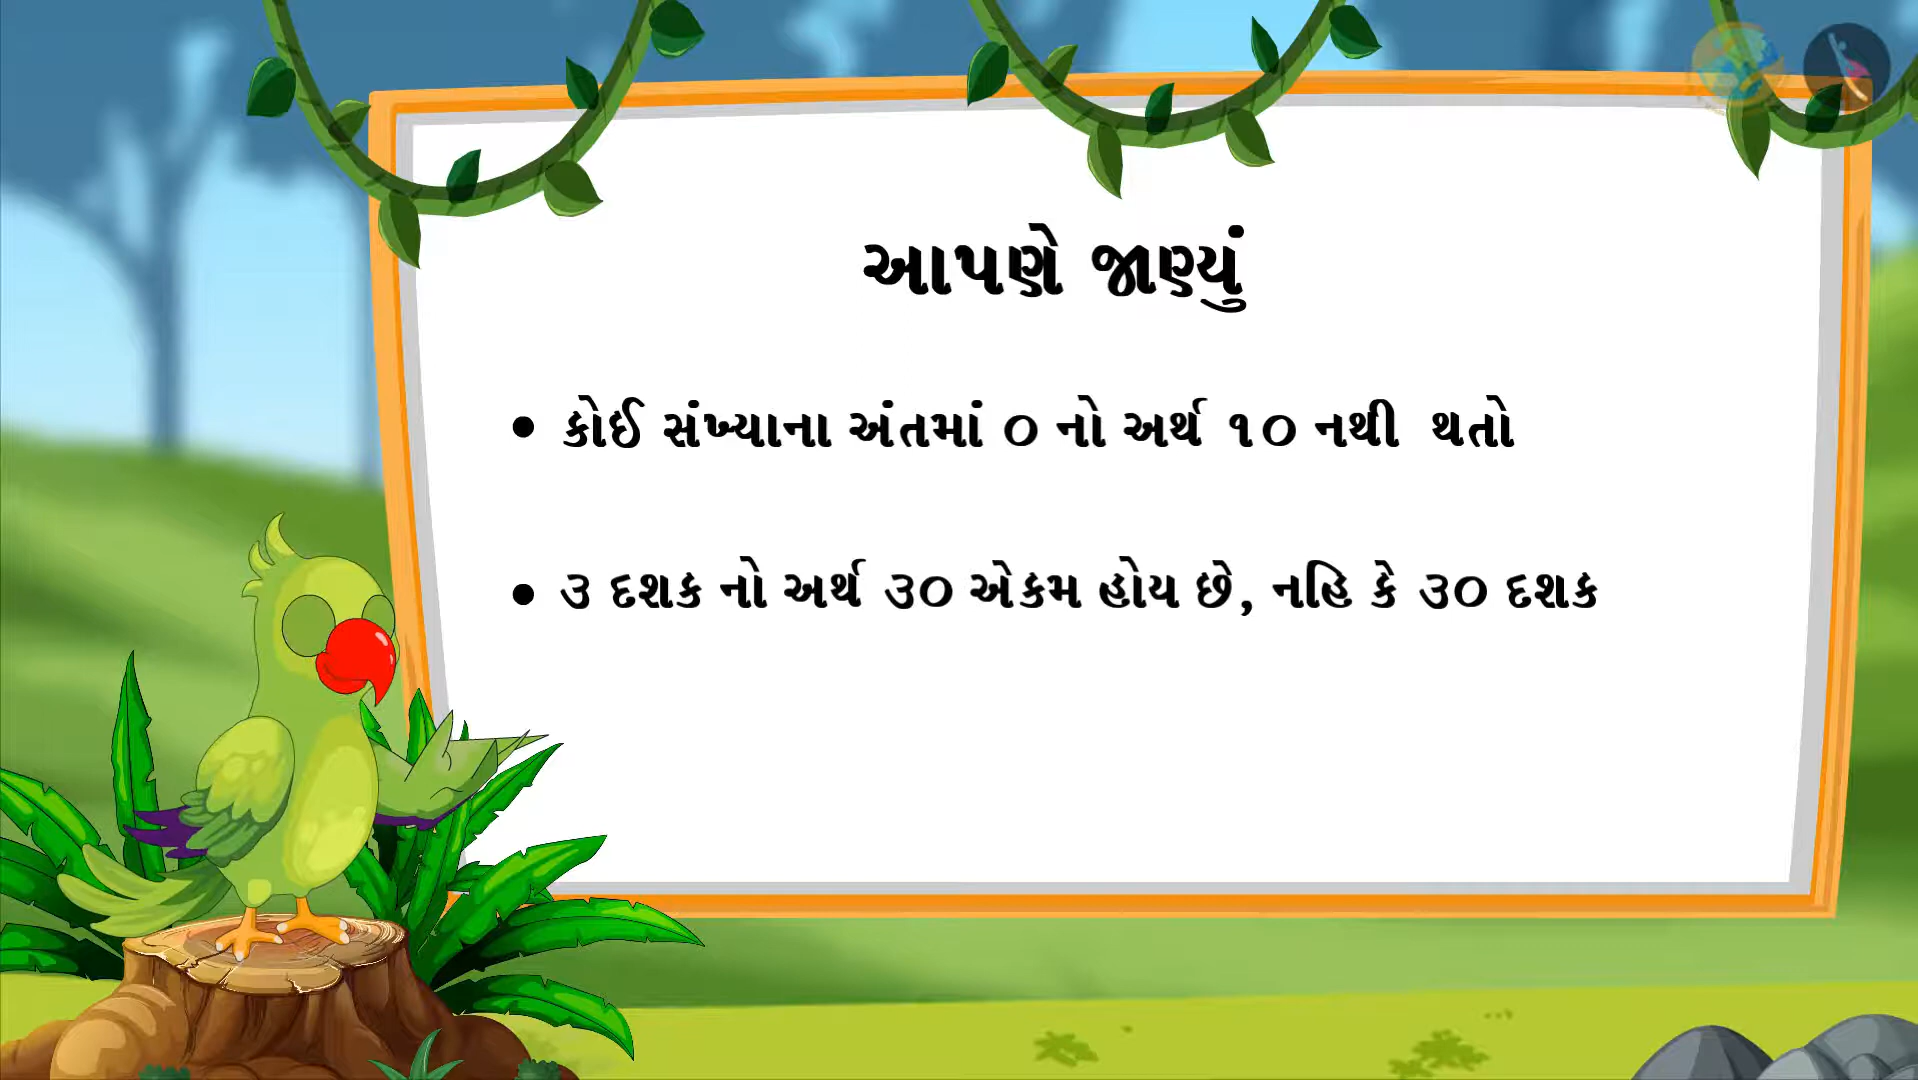 આપણે જાણ્યું
• કોઈ સંખ્યાના અંતમાં ૦ નો અર્થ ૧૦ નથી થતો
• ૩ દશક નો અર્થ ૩૦ એકમ હોય છે, નહિ કે ૩૦ દશક